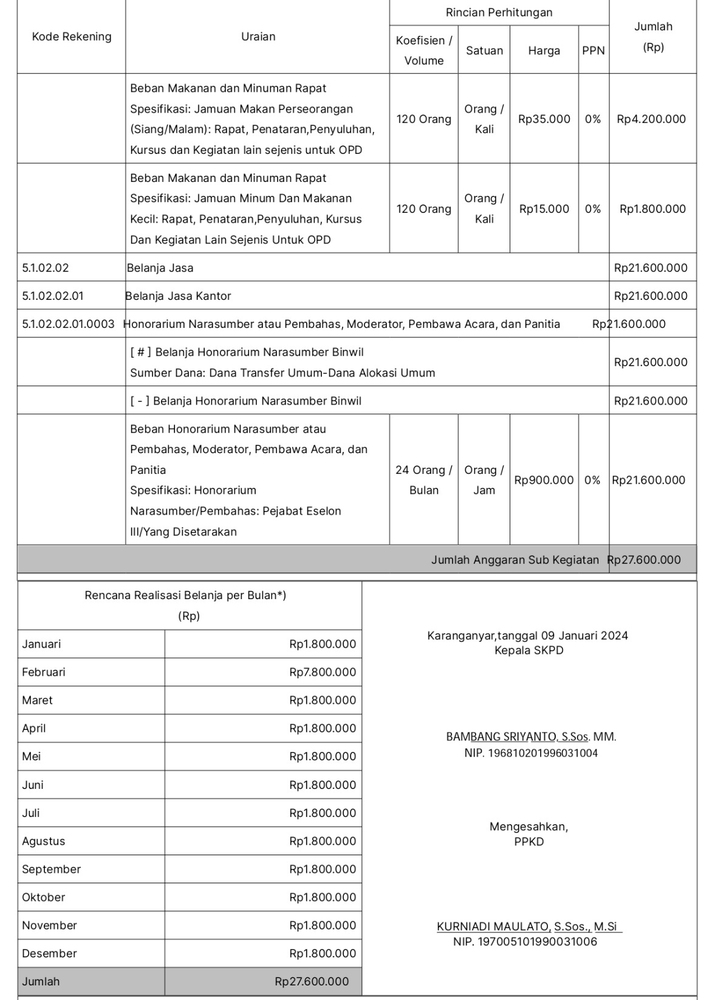 Kode Rekening
Uraian
Rincian Perhitungan
Jumlah
(Rp)
Koefisien /
Volume
Satuan
Harga
PPN
Beban Makanan dan Minuman Rapat
Spesifikasi: Jamuan Makan Perseorangan
(Siang/Malam): Rapat, Penataran,Penyuluhan,
Kursus dan Kegiatan lain sejenis untuk OPD
120 Orang
Orang /
Kali
Rp35.000
0%
Rp4.200.000
Beban Makanan dan Minuman Rapat
Spesifikasi: Jamuan Minum Dan Makanan
Kecil: Rapat, Penataran,Penyuluhan, Kursus
Dan Kegiatan Lain Sejenis Untuk OPD
120 Orang
Orang /
Kali
Rp15.000
0%
Rp1.800.000
5.1.02.02 Belanja Jasa Rp21.600.000
5.1.02.02.01 Belanja Jasa Kantor Rp21.600.000
5.1.02.02.01.0003 Honorarium Narasumber atau Pembahas, Moderator, Pembawa Acara, dan Panitia Rp21.600.000
[ # ] Belanja Honorarium Narasumber Binwil
Sumber Dana: Dana Transfer Umum-Dana Alokasi Umum
Rp21.600.000
[ - ] Belanja Honorarium Narasumber Binwil Rp21.600.000
Beban Honorarium Narasumber atau
Pembahas, Moderator, Pembawa Acara, dan
Panitia
Spesifikasi: Honorarium
Narasumber/Pembahas: Pejabat Eselon
III/Yang Disetarakan
24 Orang /
Bulan
Orang /
Jam
Rp900.000
0%
Rp21.600.000
Jumlah Anggaran Sub Kegiatan Rp27.600.000
Rencana Realisasi Belanja per Bulan*)
(Rp)
Januari Rp1.800.000
Februari Rp7.800.000
Maret Rp1.800.000
April Rp1.800.000
Mei Rp1.800.000
Juni Rp1.800.000
Juli Rp1.800.000
Agustus Rp1.800.000
September Rp1.800.000
Oktober Rp1.800.000
November Rp1.800.000
Desember Rp1.800.000
Jumlah Rp27.600.000
Karanganyar,tanggal 09 Januari 2024
Kepala SKPD
BAMBANG SRIYANTO, S.Sos. MM.
NIP. 196810201996031004
Mengesahkan,
PPKD
KURNIADI MAULATO, S.Sos., M.Si
NIP. 197005101990031006